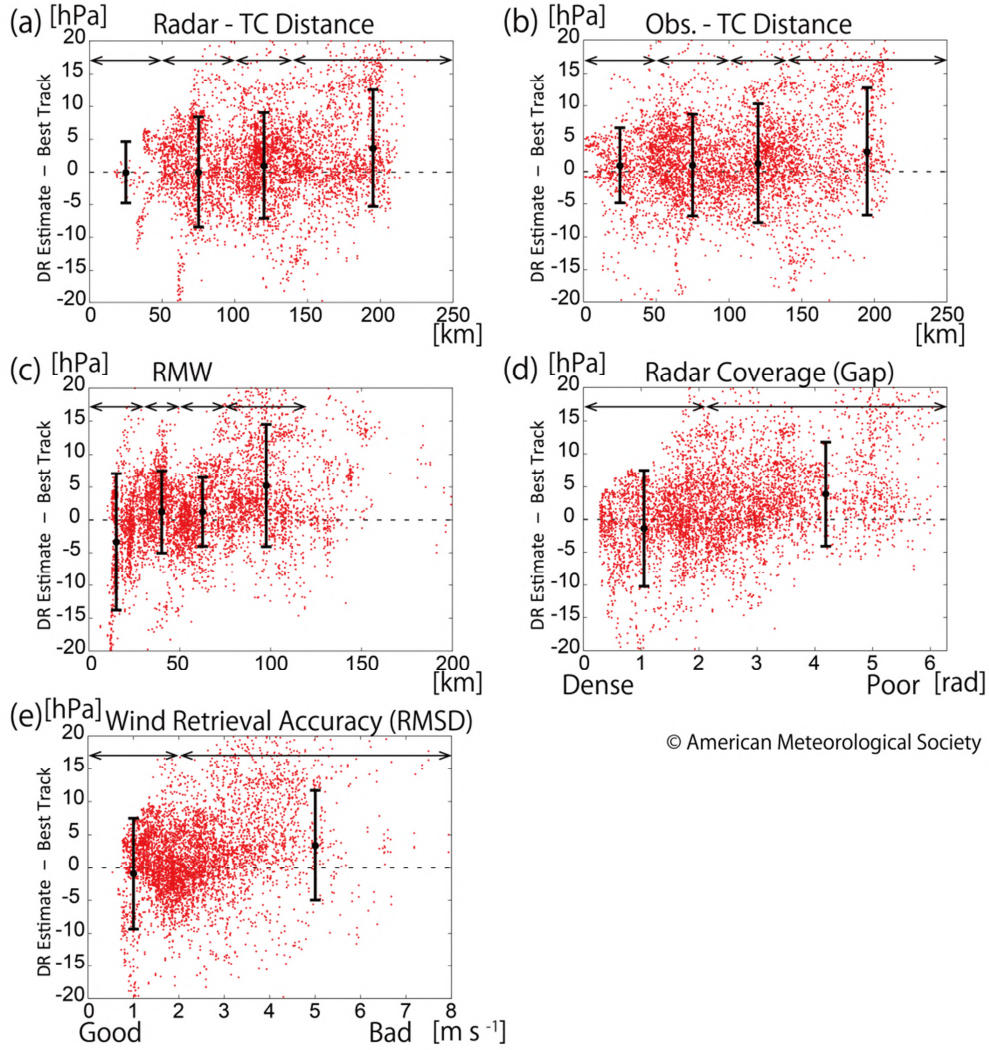 (a) [hPa] Radar - TC Distance
DR Estimate – Best Track
20
15
10
5
0
-5
-10
-15
-20
0 50 100 150 200 250
[km]
(b) [hPa] Obs. - TC Distance
DR Estimate – Best Track
20
15
10
5
0
-5
-10
-15
-20
0 50 100 150 200 250
[km]
(c) [hPa] RMW
DR Estimate – Best Track
20
15
10
5
0
-5
-10
-15
-20
0 50 100 150 200
[km]
(d) [hPa] Radar Coverage (Gap)
DR Estimate – Best Track
20
15
10
5
0
-5
-10
-15
-20
0 1 2 3 4 5 6
Dense Poor [rad]
(e) [hPa] Wind Retrieval Accuracy (RMSD)
DR Estimate – Best Track
20
15
10
5
0
-5
-10
-15
-20
0 1 2 3 4 5 6 7 8
Good Bad [m s -1]
© American Meteorological Society